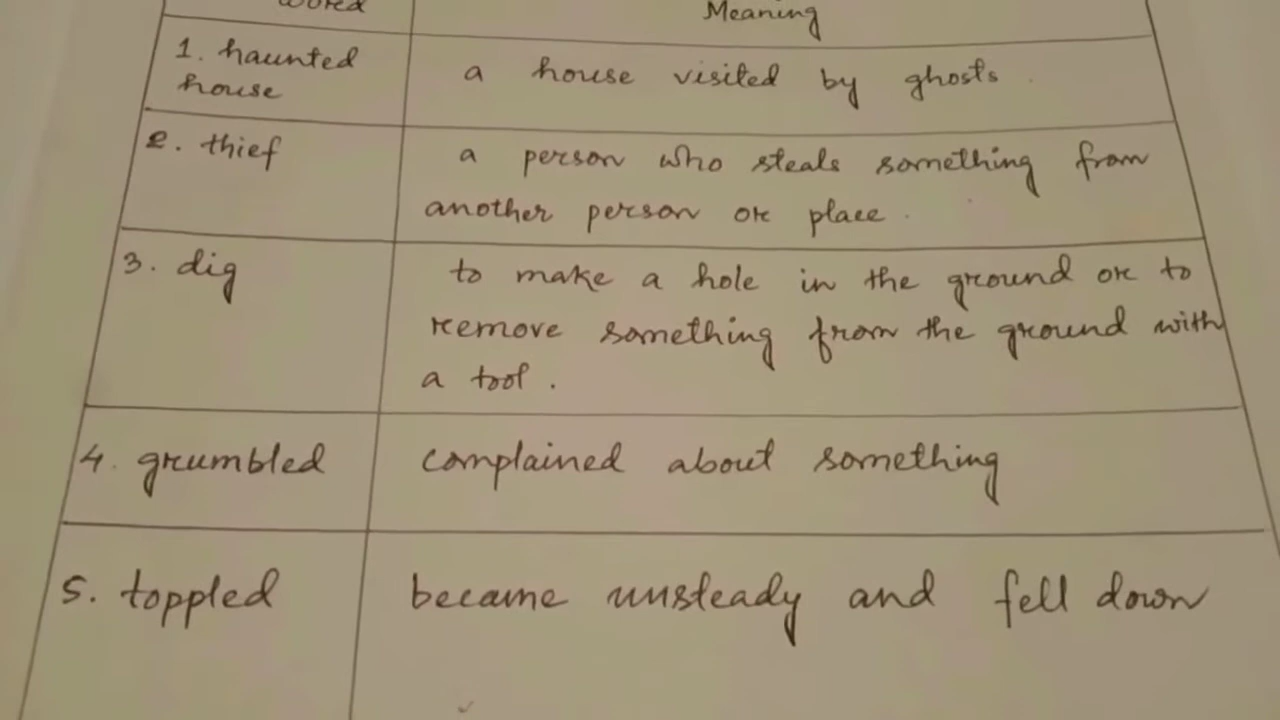 Word Meaning
1. haunted house a house visited by ghosts
2. thief a person who steals something from
another person or place.
3. dig to make a hole in the ground or to
remove something from the ground with
a tool.
4. grumbled complained about something
5. toppled became unsteady and fell down